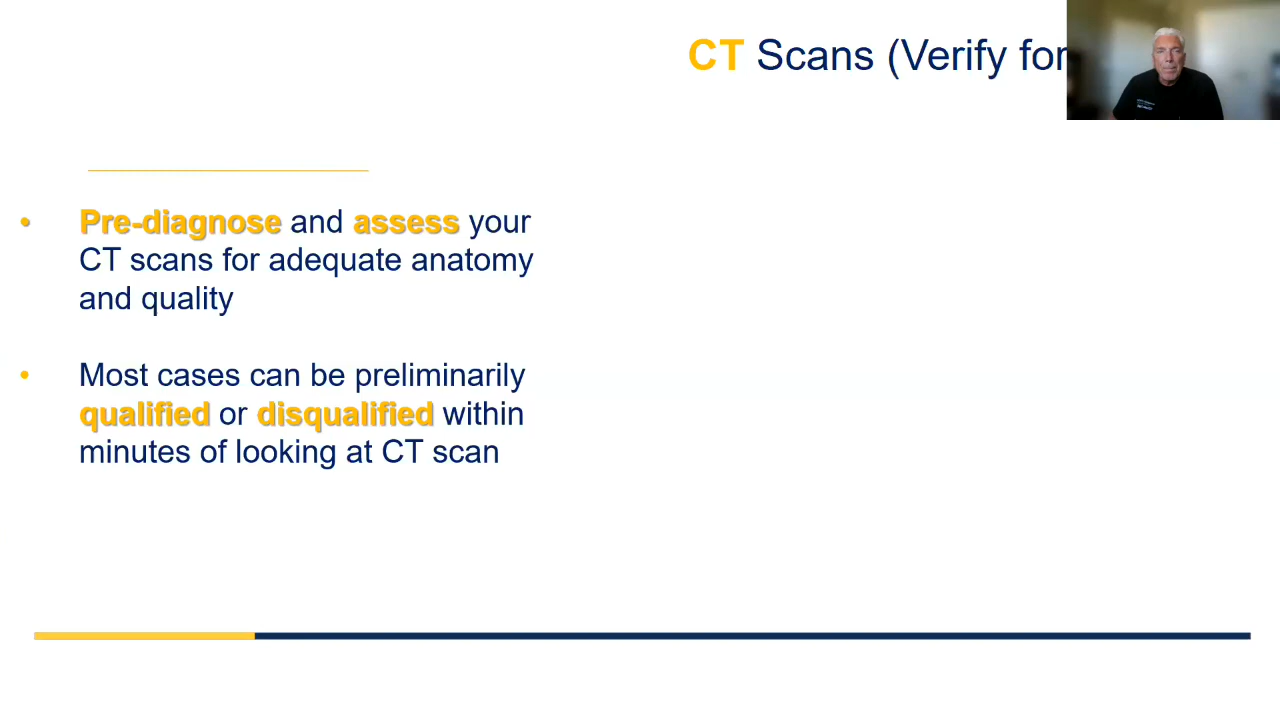 CT Scans (Verify for
• Pre-diagnose and assess your
CT scans for adequate anatomy
and quality
• Most cases can be preliminarily
qualified or disqualified within
minutes of looking at CT scan